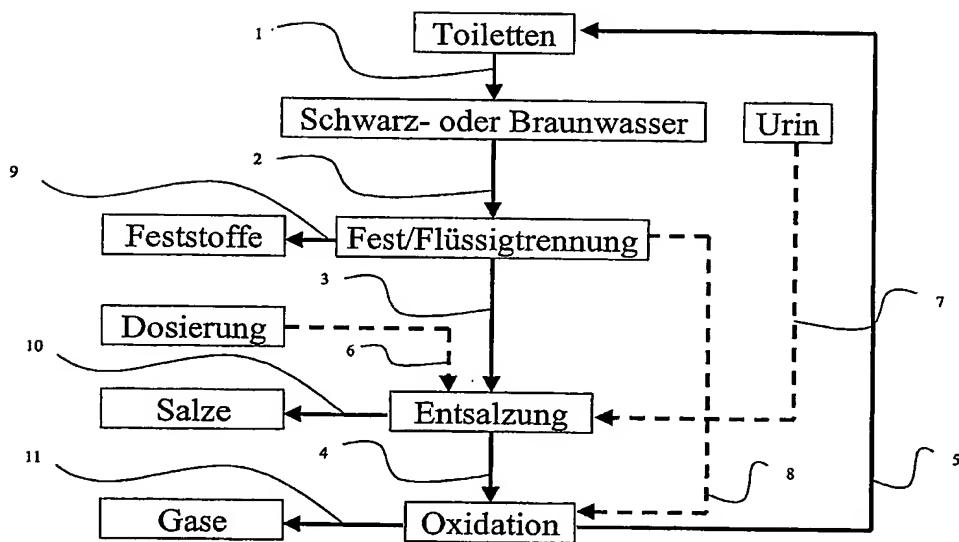 1
Toiletten
Schwarz- oder Braunwasser
Urin
9
2
Feststoffe
Fest/Flüssigtrennung
3
7
Dosierung
10
6
Salze
Entsalzung
11
4
8
5
Gase
Oxidation